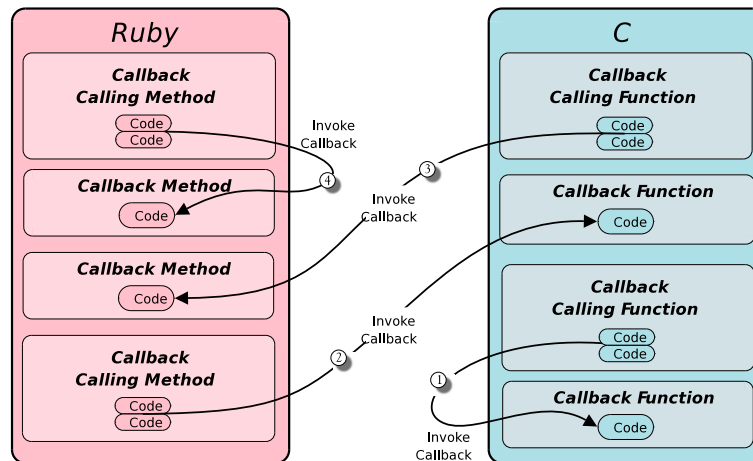 Ruby
Callback
Calling Method
Code
Code
Callback Method
Code
Callback Method
Code
Callback
Calling Method
Code
Code
Invoke
Callback
4
3
Invoke
Callback
Invoke
Callback
2
1
Invoke
Callback
C
Callback
Calling Function
Code
Code
Callback Function
Code
Callback
Calling Function
Code
Code
Callback Function
Code